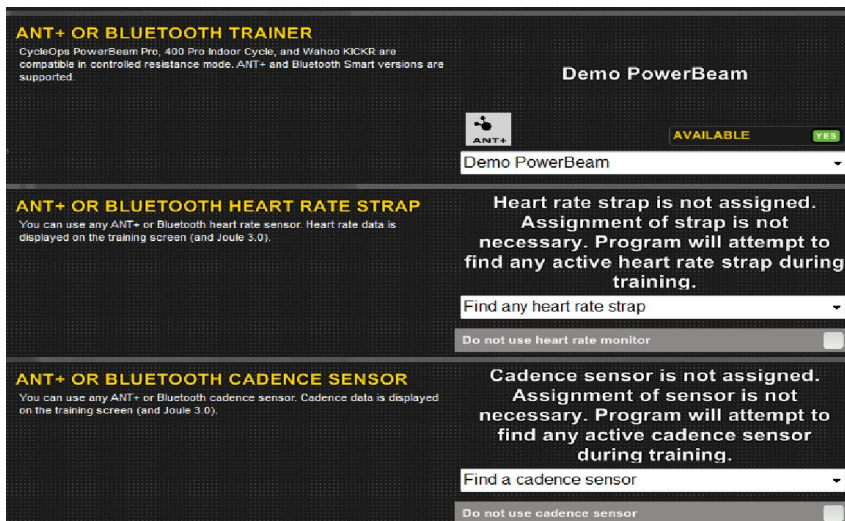 ANT+ OR BLUETOOTH TRAINER
CycleOps PowerBeam Pro, 400 Pro Indoor Cycle, and Wahoo KICKR are
compatible in controlled resistance mode. ANT+ and Bluetooth Smart versions are
supported.
Demo PowerBeam
ANT+
AVAILABLE YES
Demo PowerBeam
ANT+ OR BLUETOOTH HEART RATE STRAP
You can use any ANT+ or Bluetooth heart rate sensor. Heart rate data is
displayed on the training screen (and Joule 3.0).
Heart rate strap is not assigned.
Assignment of strap is not
necessary. Program will attempt to
find any active heart rate strap during
training.
Find any heart rate strap
Do not use heart rate monitor
ANT+ OR BLUETOOTH CADENCE SENSOR
You can use any ANT+ or Bluetooth cadence sensor. Cadence data is displayed
on the training screen (and Joule 3.0).
Cadence sensor is not assigned.
Assignment of sensor is not
necessary. Program will attempt to
find any active cadence sensor
during training.
Find a cadence sensor
Do not use cadence sensor